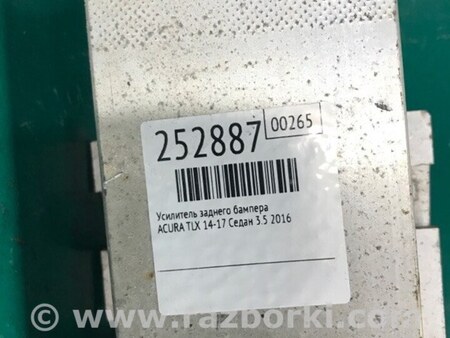 252887 00265
Усилитель заднего бампера
ACURA TLX 14-17 Седан 3.5 2016
© www.razborki.com